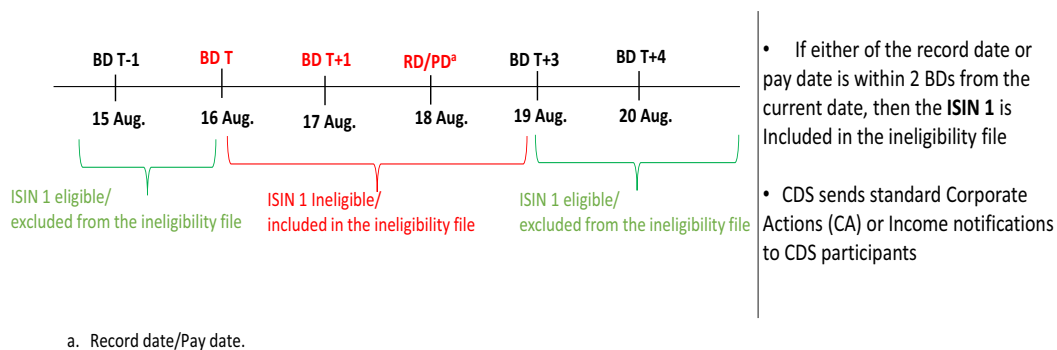 BD T-1 BD T BD T+1 RD/PDᵃ BD T+3 BD T+4
15 Aug. 16 Aug. 17 Aug. 18 Aug. 19 Aug. 20 Aug.
ISIN 1 eligible/
excluded from the ineligibility file
ISIN 1 Ineligible/
included in the ineligibility file
ISIN 1 eligible/
excluded from the ineligibility file
• If either of the record date or
pay date is within 2 BDs from the
current date, then the ISIN 1 is
Included in the ineligibility file
• CDS sends standard Corporate
Actions (CA) or Income notifications
to CDS participants
a. Record date/Pay date.